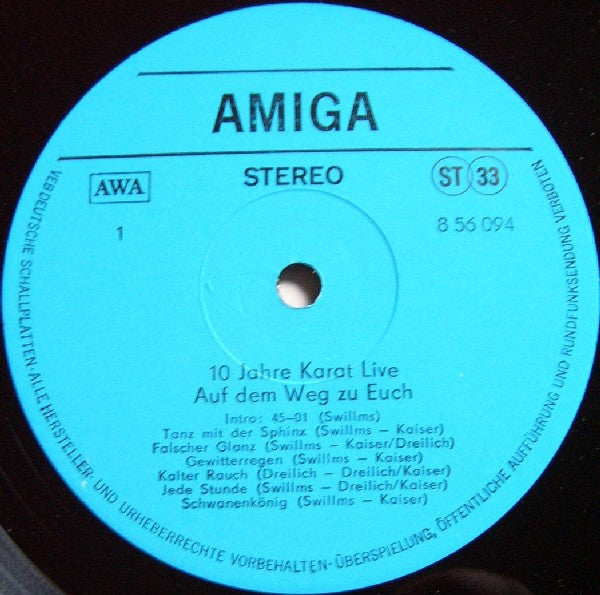 AMIGA
AWA
STEREO
ST 33
1
8 56 094
10 Jahre Karat Live
Auf dem Weg zu Euch
Intro: 45–01 (Swillms)
Tanz mit der Sphinx (Swillms – Kaiser)
Falscher Glanz (Swillms – Kaiser/Dreilich)
Gewitterregen (Swillms – Kaiser)
Kalter Rauch (Dreilich – Dreilich/Kaiser)
Jede Stunde (Swillms – Dreilich/Kaiser)
Schwanenkönig (Swillms – Kaiser)
VEB DEUTSCHE SCHALLPLATTEN · ALLE HERSTELLER- UND URHEBERRECHTE VORBEHALTEN · ÜBERSPIELUNG, ÖFFENTLICHE AUFFÜHRUNG UND RUNDFUNKSENDUNG VERBOTEN